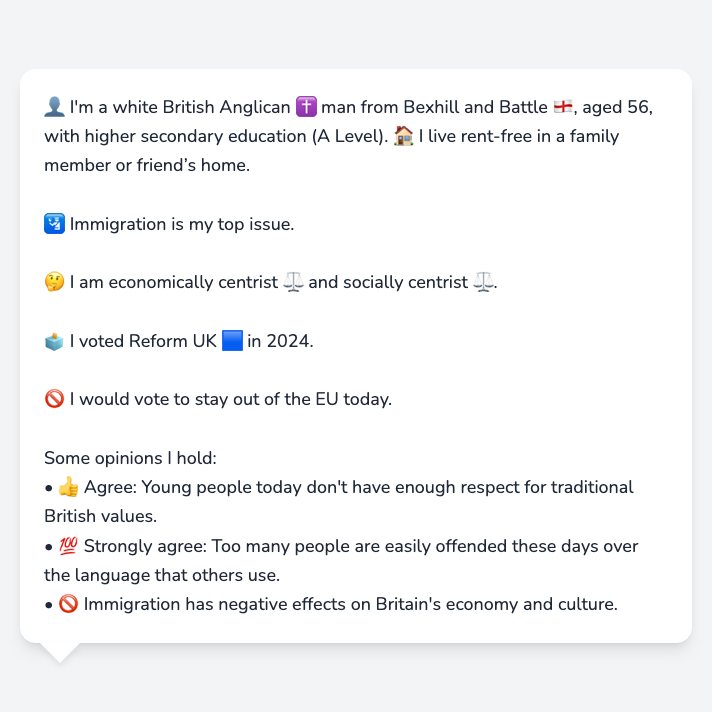 👤 I'm a white British Anglican ✝️ man from Bexhill and Battle 🏴󠁧󠁢󠁥󠁮󠁧󠁿, aged 56,
with higher secondary education (A Level). 🏠 I live rent-free in a family
member or friend’s home.
🛂 Immigration is my top issue.
🤔 I am economically centrist ⚖️ and socially centrist ⚖️.
🗳️ I voted Reform UK 🟦 in 2024.
🚫 I would vote to stay out of the EU today.
Some opinions I hold:
• 👍 Agree: Young people today don't have enough respect for traditional
British values.
• 💯 Strongly agree: Too many people are easily offended these days over
the language that others use.
• 🚫 Immigration has negative effects on Britain's economy and culture.